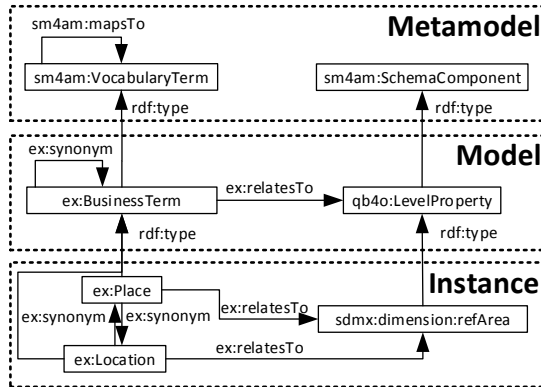 Metamodel
sm4am:mapsTo
sm4am:VocabularyTerm
sm4am:SchemaComponent
rdf:type
rdf:type
Model
ex:synonym
ex:BusinessTerm
ex:relatesTo
qb4o:LevelProperty
rdf:type
rdf:type
Instance
ex:Place
ex:relatesTo
ex:synonym
ex:synonym
sdmx:dimension:refArea
ex:Location
ex:relatesTo